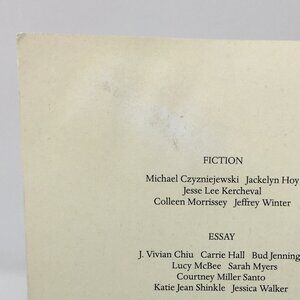 FICTION
Michael Czyzniejewski Jackelyn Hoy
Jesse Lee Kercheval
Colleen Morrissey Jeffrey Winter
ESSAY
J. Vivian Chiu Carrie Hall Bud Jenning
Lucy McBee Sarah Myers
Courtney Miller Santo
Katie Jean Shinkle Jessica Walker